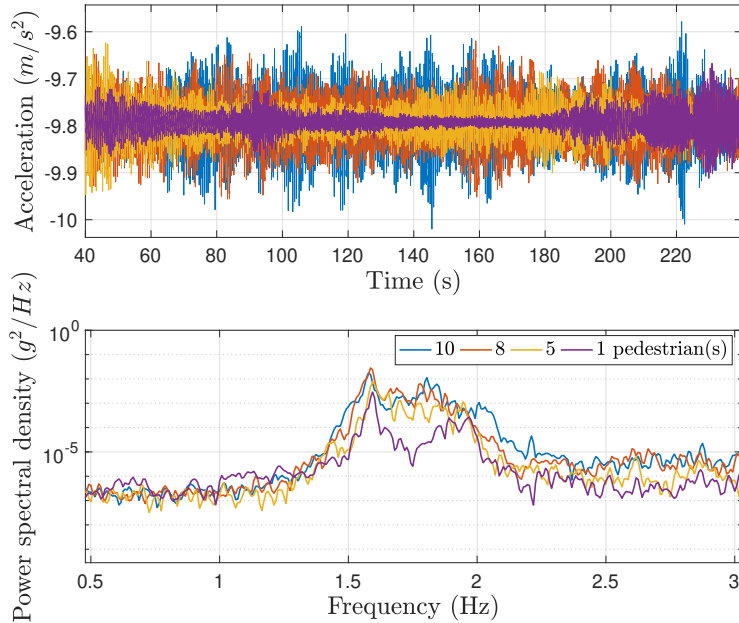 Acceleration (m/s²)
-9.6
-9.7
-9.8
-9.9
-10
40 60 80 100 120 140 160 180 200 220
Time (s)
Power spectral density (g²/Hz)
10⁰
10⁻⁵
10 8 5 1 pedestrian(s)
0.5 1 1.5 2 2.5 3
Frequency (Hz)